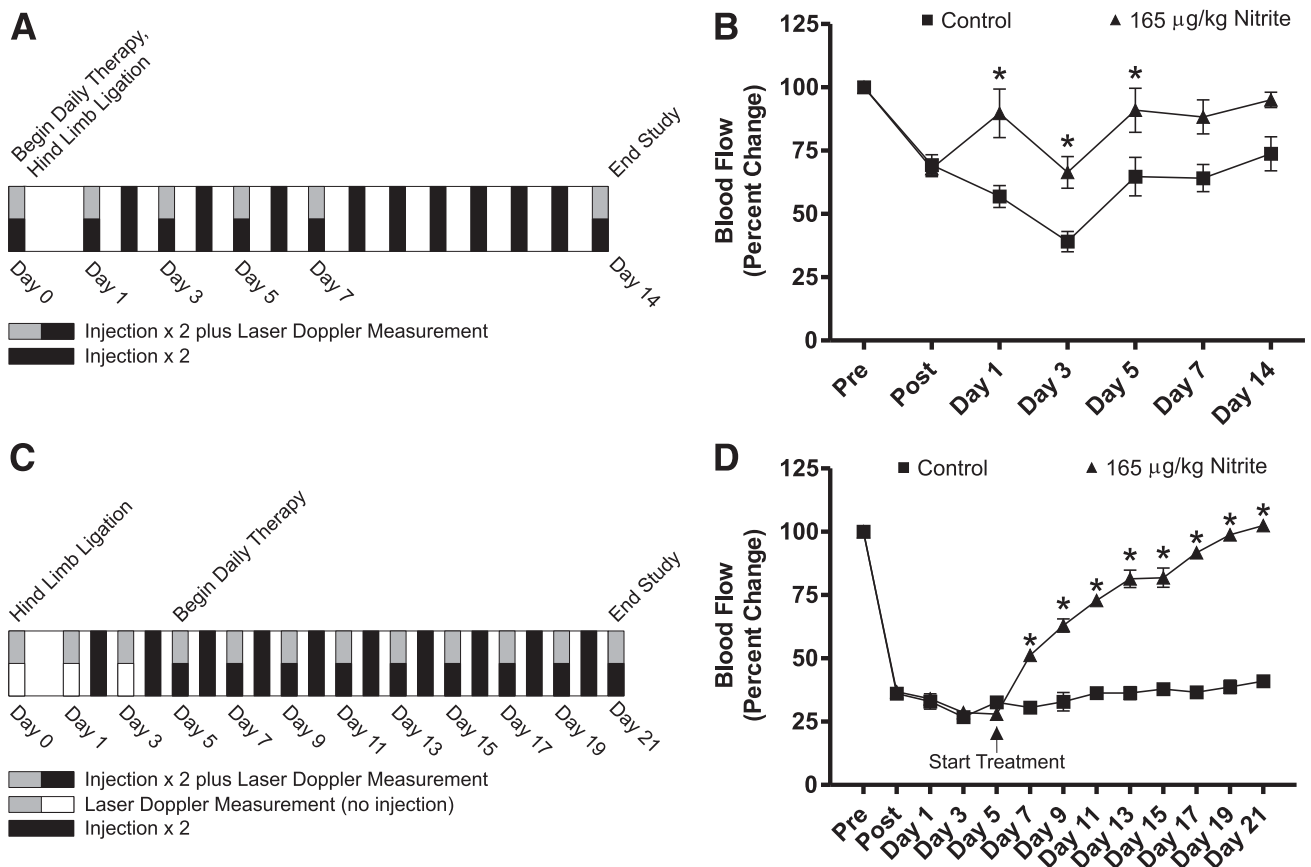 A
Begin Daily Therapy,
Hind Limb Ligation
End Study
Day 0
Day 1
Day 3
Day 5
Day 7
Day 14
Injection x 2 plus Laser Doppler Measurement
Injection x 2
B
Control
165 μg/kg Nitrite
Blood Flow
(Percent Change)
125
100
75
50
25
0
*
*
*
Pre
Post
Day 1
Day 3
Day 5
Day 7
Day 14
C
Hind Limb Ligation
Begin Daily Therapy
End Study
Day 0
Day 1
Day 3
Day 5
Day 7
Day 9
Day 11
Day 13
Day 15
Day 17
Day 19
Day 21
Injection x 2 plus Laser Doppler Measurement
Laser Doppler Measurement (no injection)
Injection x 2
D
Control
165 μg/kg Nitrite
Blood Flow
(Percent Change)
125
100
75
50
25
0
*
*
*
*
*
*
*
*
Start Treatment
Pre
Post
Day 1
Day 3
Day 5
Day 7
Day 9
Day 11
Day 13
Day 15
Day 17
Day 19
Day 21